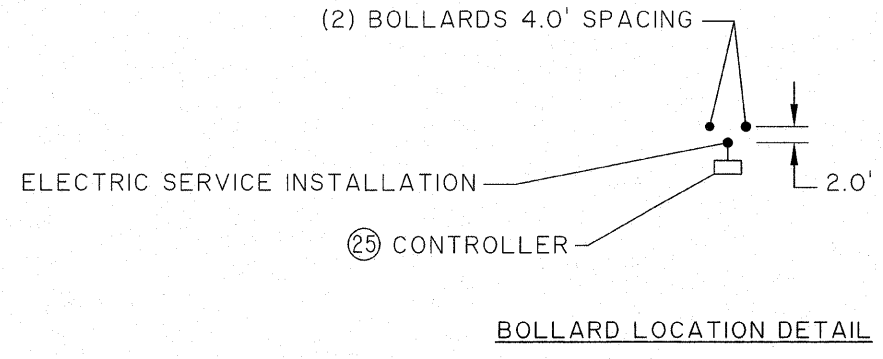 (2) BOLLARDS 4.0' SPACING
ELECTRIC SERVICE INSTALLATION
2.0'
25 CONTROLLER
BOLLARD LOCATION DETAIL